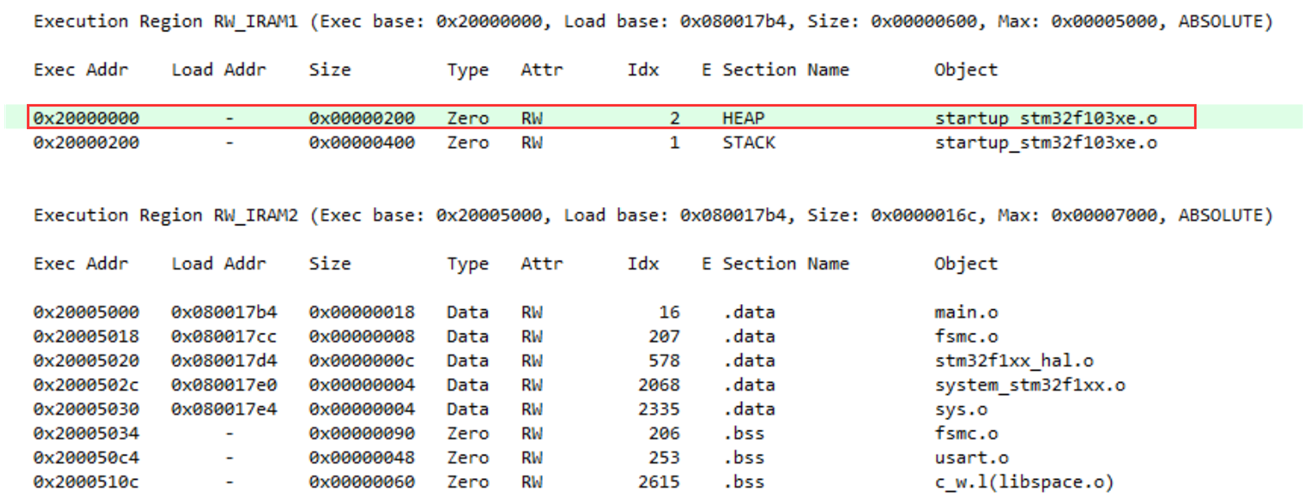 Execution Region RW_IRAM1 (Exec base: 0x20000000, Load base: 0x080017b4, Size: 0x00000600, Max: 0x00005000, ABSOLUTE)
Exec Addr    Load Addr    Size         Type   Attr      Idx    E Section Name        Object
0x20000000        -       0x00000200   Zero   RW            2    HEAP                startup_stm32f103xe.o
0x20000200        -       0x00000400   Zero   RW            1    STACK               startup_stm32f103xe.o
Execution Region RW_IRAM2 (Exec base: 0x20005000, Load base: 0x080017b4, Size: 0x0000016c, Max: 0x00007000, ABSOLUTE)
Exec Addr    Load Addr    Size         Type   Attr      Idx    E Section Name        Object
0x20005000   0x080017b4   0x00000018   Data   RW           16    .data               main.o
0x20005018   0x080017cc   0x00000008   Data   RW          207    .data               fsmc.o
0x20005020   0x080017d4   0x0000000c   Data   RW          578    .data               stm32f1xx_hal.o
0x2000502c   0x080017e0   0x00000004   Data   RW         2068    .data               system_stm32f1xx.o
0x20005030   0x080017e4   0x00000004   Data   RW         2335    .data               sys.o
0x20005034        -       0x00000090   Zero   RW          206    .bss                fsmc.o
0x200050c4        -       0x00000048   Zero   RW          253    .bss                usart.o
0x2000510c        -       0x00000060   Zero   RW         2615    .bss                c_w.l(libspace.o)